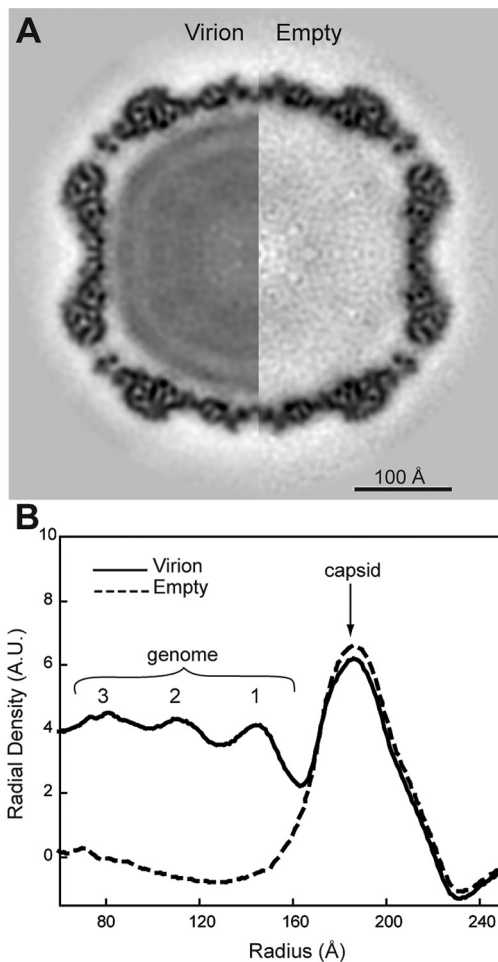 A
Virion Empty
100 Å
B
10
Virion
Empty
8
capsid
genome
3 2 1
6
4
2
0
Radial Density (A.U.)
80 120 160 200 240
Radius (Å)